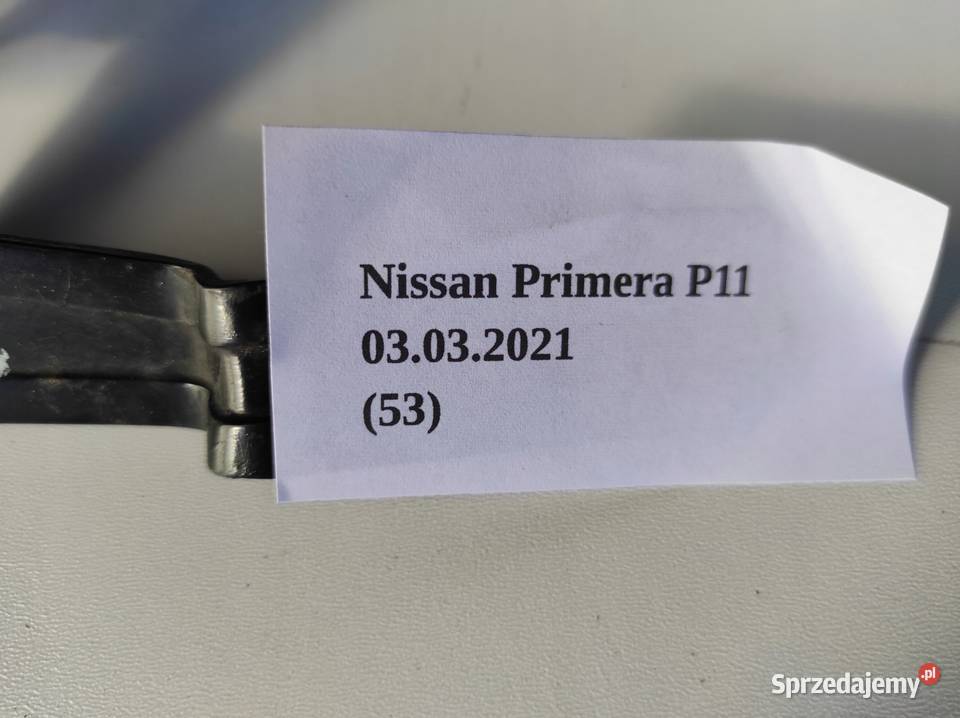 Nissan Primera P11
03.03.2021
(53)
Sprzedajemy.pl